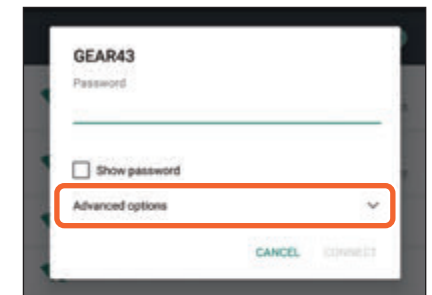 GEAR43
Password
Show password
Advanced options
CANCEL CONNECT